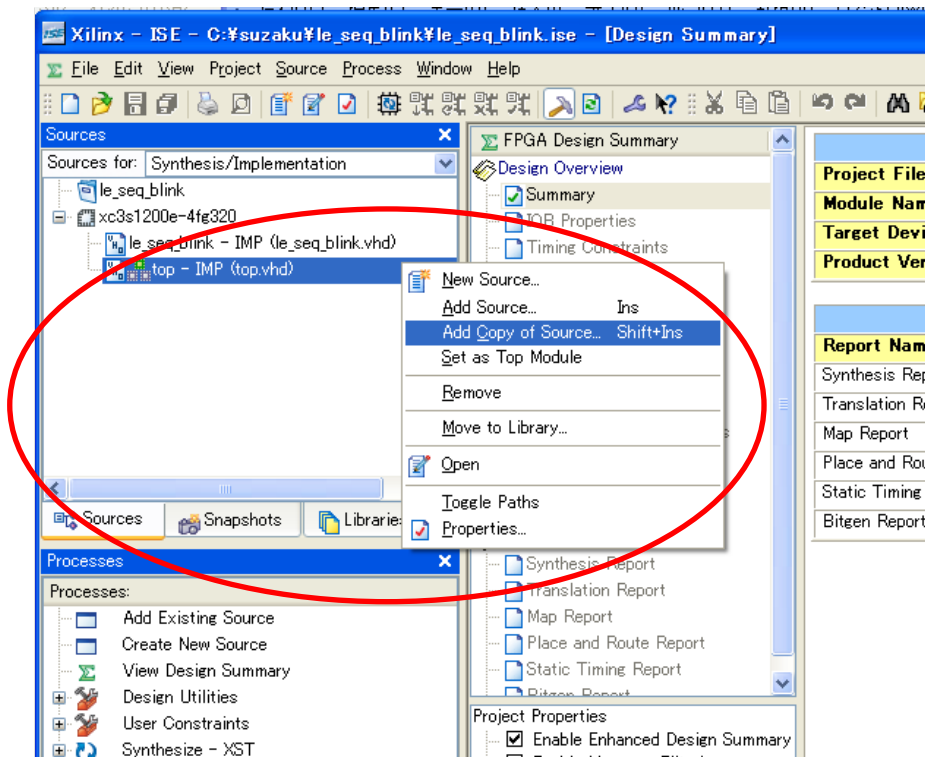 Xilinx - ISE - C:¥suzaku¥le_seq_blink¥le_seq_blink.ise - [Design Summary]
File Edit View Project Source Process Window Help
Sources
Sources for: Synthesis/Implementation
le_seq_blink
xc3s1200e-4fg320
le_seq_blink - IMP (le_seq_blink.vhd)
top - IMP (top.vhd)
Sources Snapshots Libraries
New Source...
Add Source... Ins
Add Copy of Source... Shift+Ins
Set as Top Module
Remove
Move to Library...
Open
Toggle Paths
Properties...
Processes
Processes:
Add Existing Source
Create New Source
View Design Summary
Design Utilities
User Constraints
Synthesize - XST
FPGA Design Summary
Design Overview
Summary
IOB Properties
Timing Constraints
Synthesis Report
Translation Report
Map Report
Place and Route Report
Static Timing Report
Bitgen Report
Project Properties
Enable Enhanced Design Summary
Project File
Module Nam
Target Devi
Product Ver
Report Nam
Synthesis Rep
Translation R
Map Report
Place and Rou
Static Timing
Bitgen Report